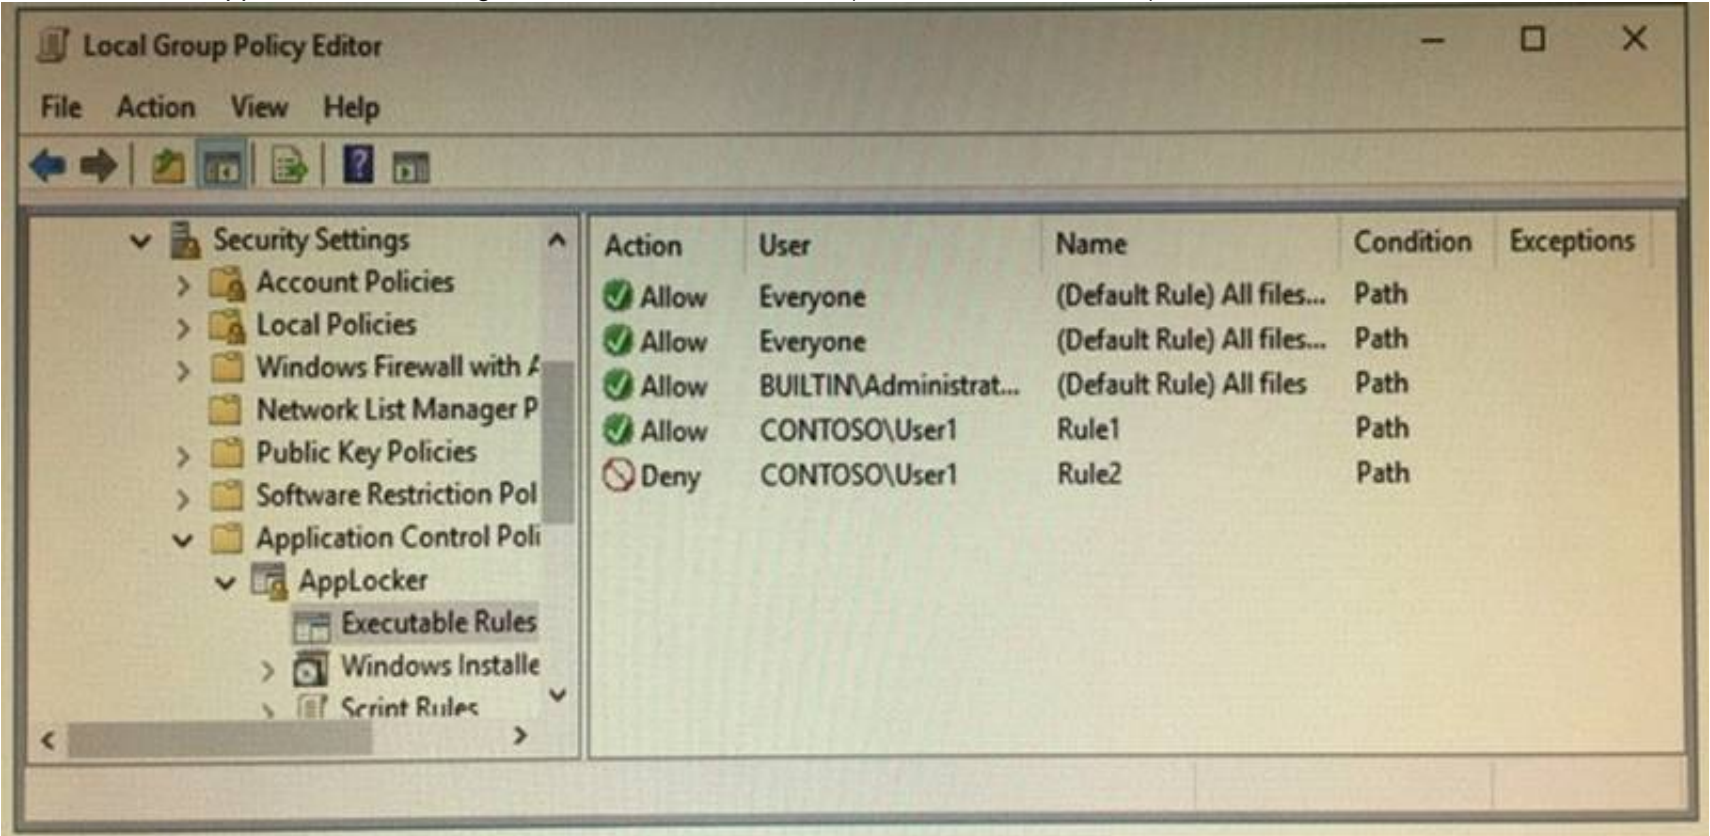 Local Group Policy Editor
File Action View Help
Security Settings
Account Policies
Local Policies
Windows Firewall with A
Network List Manager P
Public Key Policies
Software Restriction Pol
Application Control Poli
AppLocker
Executable Rules
Windows Installe
Script Rules
Action User Name Condition Exceptions
Allow Everyone (Default Rule) All files... Path
Allow Everyone (Default Rule) All files... Path
Allow BUILTIN\Administrat... (Default Rule) All files Path
Allow CONTOSO\User1 Rule1 Path
Deny CONTOSO\User1 Rule2 Path